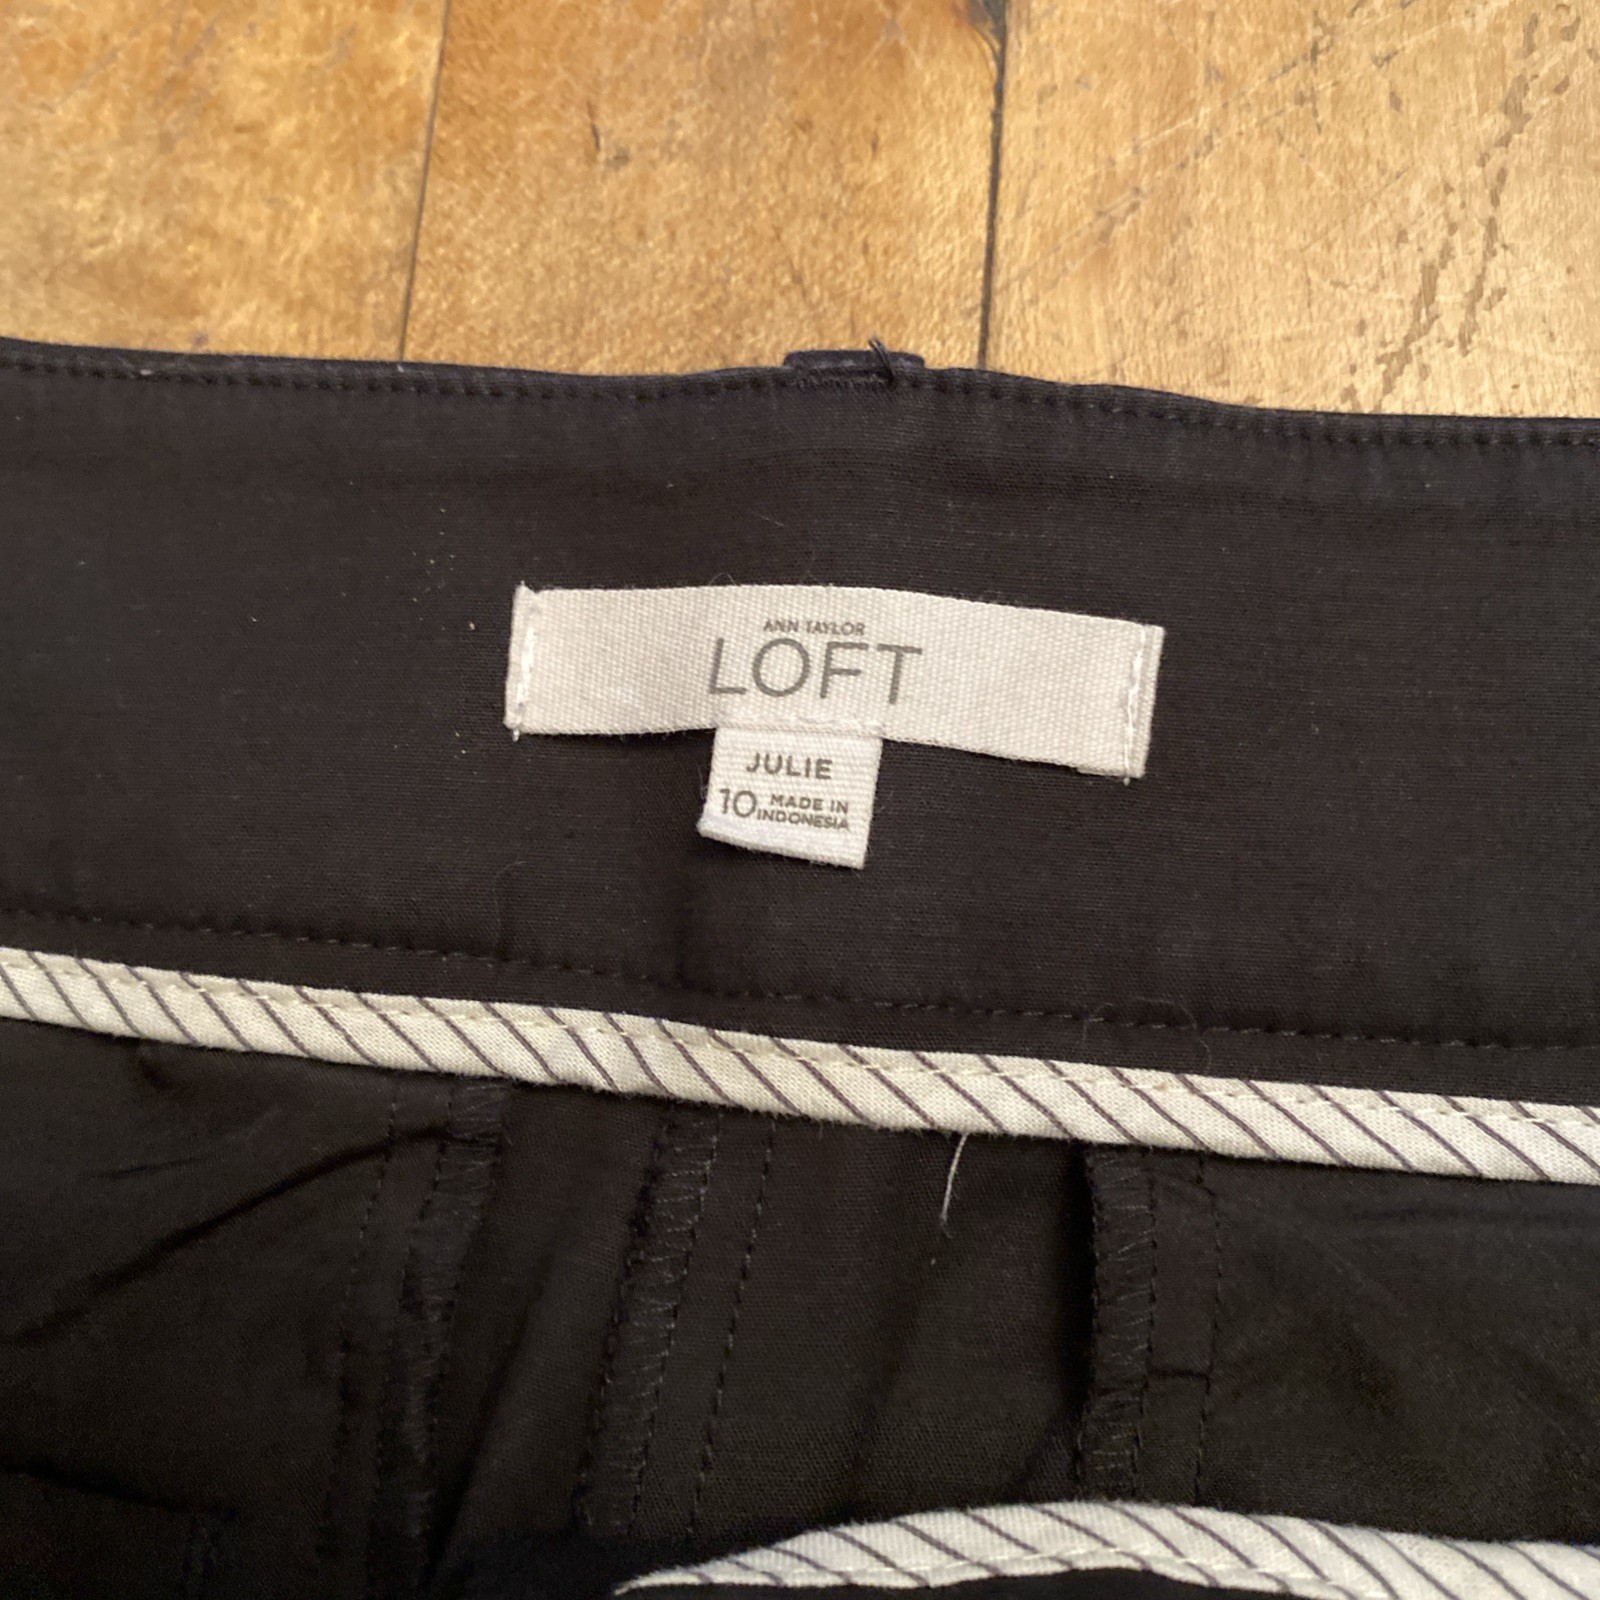 ANN TAYLOR
LOFT
JULIE
10 MADE IN
INDONESIA